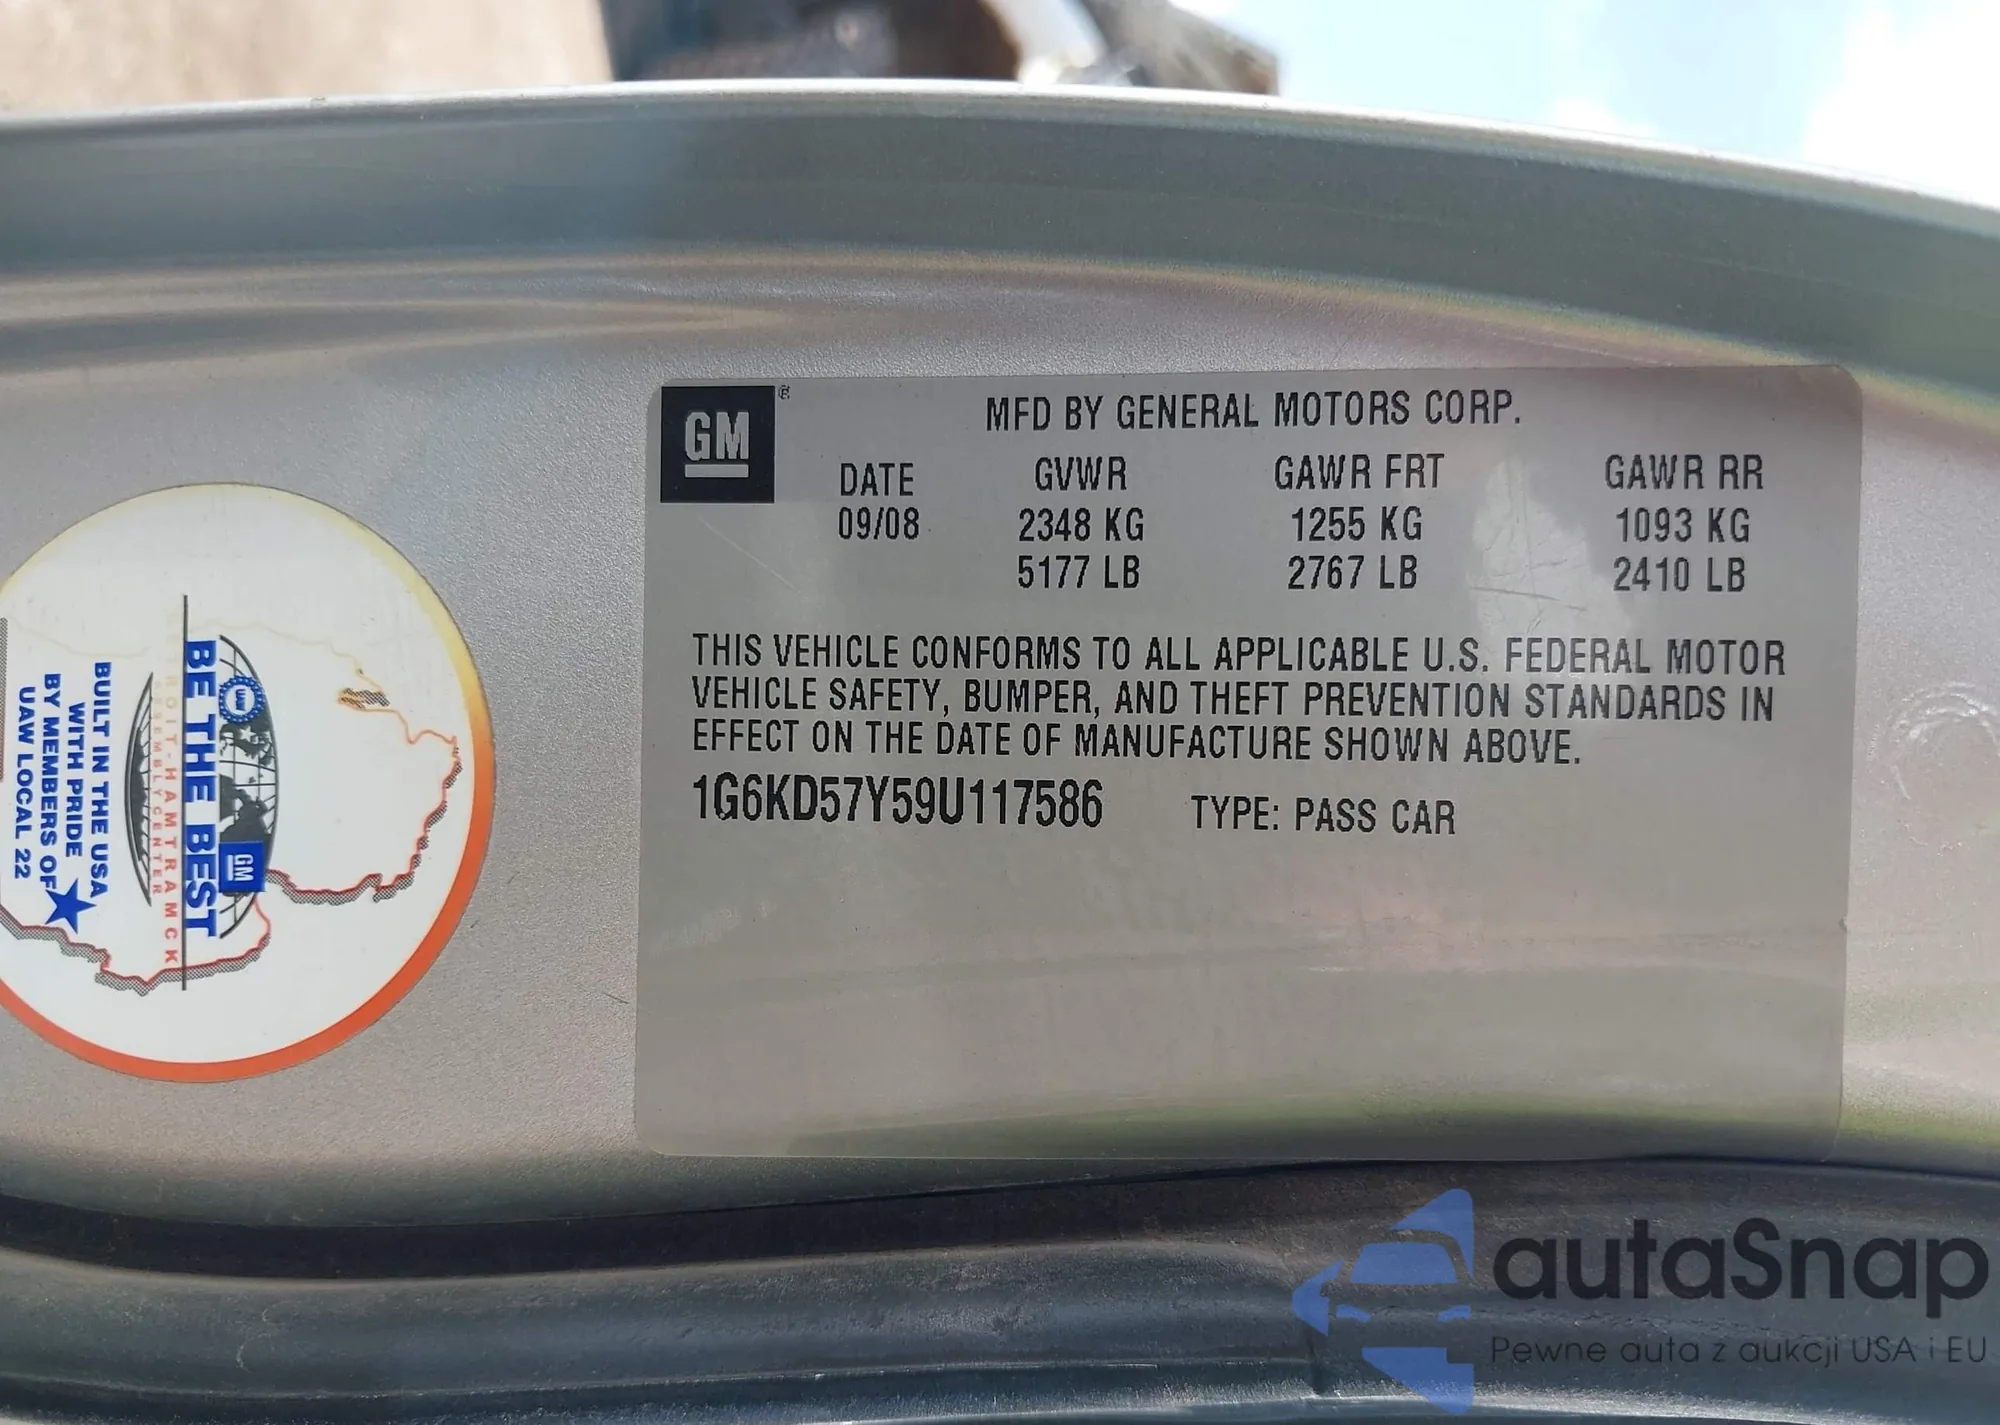 GM
®
MFD BY GENERAL MOTORS CORP.
DATE GVWR GAWR FRT GAWR RR
09/08 2348 KG 1255 KG 1093 KG
5177 LB 2767 LB 2410 LB
THIS VEHICLE CONFORMS TO ALL APPLICABLE U.S. FEDERAL MOTOR
VEHICLE SAFETY, BUMPER, AND THEFT PREVENTION STANDARDS IN
EFFECT ON THE DATE OF MANUFACTURE SHOWN ABOVE.
1G6KD57Y59U117586 TYPE: PASS CAR
BE THE BEST
GM
DETROIT-HAMTRAMCK
ASSEMBLY CENTER
BUILT IN THE USA
WITH PRIDE
BY MEMBERS OF
UAW LOCAL 22
autaSnap
Pewne auta z aukcji USA i EU